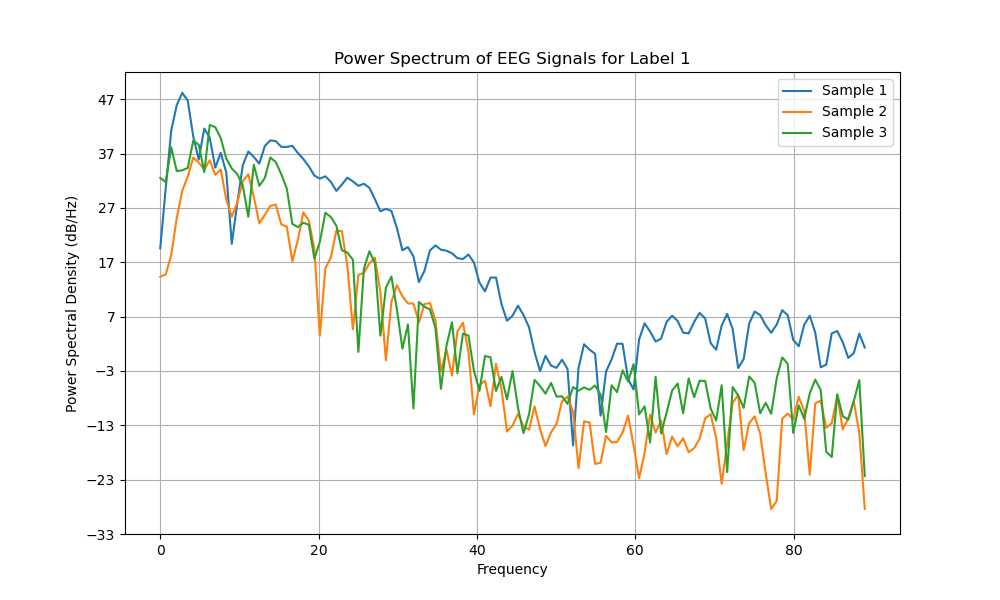 Power Spectrum of EEG Signals for Label 1
Sample 1
Sample 2
Sample 3
47
37
27
17
7
−3
−13
−23
−33
Power Spectral Density (dB/Hz)
0 20 40 60 80
Frequency